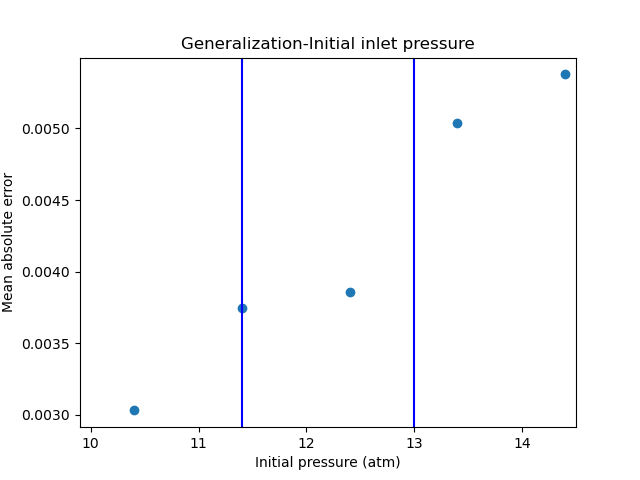 Generalization-Initial inlet pressure
Mean absolute error
0.0050
0.0045
0.0040
0.0035
0.0030
10 11 12 13 14
Initial pressure (atm)